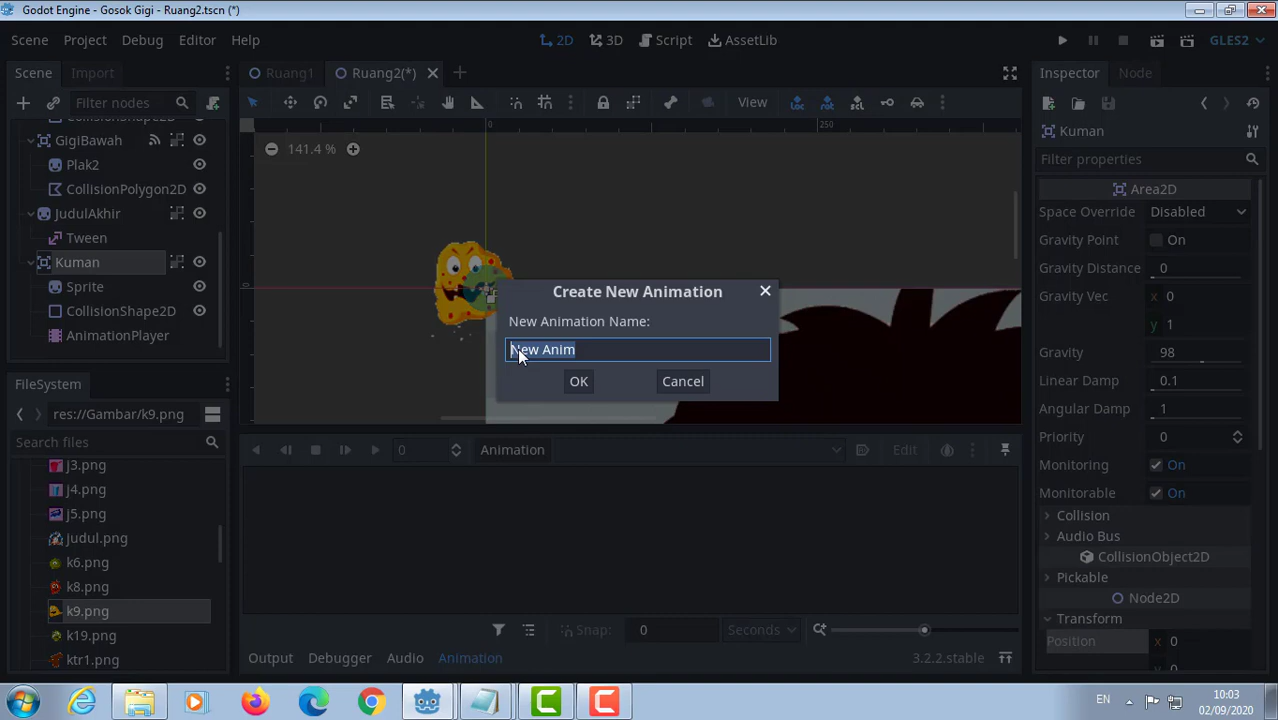 Godot Engine - Gosok Gigi - Ruang2.tscn (*)
Scene Project Debug Editor Help
2D 3D Script AssetLib
GLES2
Scene Import
Ruang1 Ruang2(*)
Inspector Node
Filter nodes
View
CollisionShape2D
GigiBawah
Plak2
CollisionPolygon2D
JudulAkhir
Tween
Kuman
Sprite
CollisionShape2D
AnimationPlayer
FileSystem
res://Gambar/k9.png
Search files
j3.png
j4.png
j5.png
judul.png
k6.png
k8.png
k9.png
k19.png
ktr1.png
0 250
141.4 %
0
Create New Animation
New Animation Name:
New Anim
OK Cancel
0 Animation Edit
Snap: 0 Seconds
Output Debugger Audio Animation 3.2.2.stable
Kuman
Filter properties
Area2D
Space Override Disabled
Gravity Point On
Gravity Distance 0
Gravity Vec x 0
y 1
Gravity 98
Linear Damp 0.1
Angular Damp 1
Priority 0
Monitoring On
Monitorable On
Collision
Audio Bus
CollisionObject2D
Pickable
Node2D
Transform
Position x 0
y 0
EN
10:03
02/09/2020